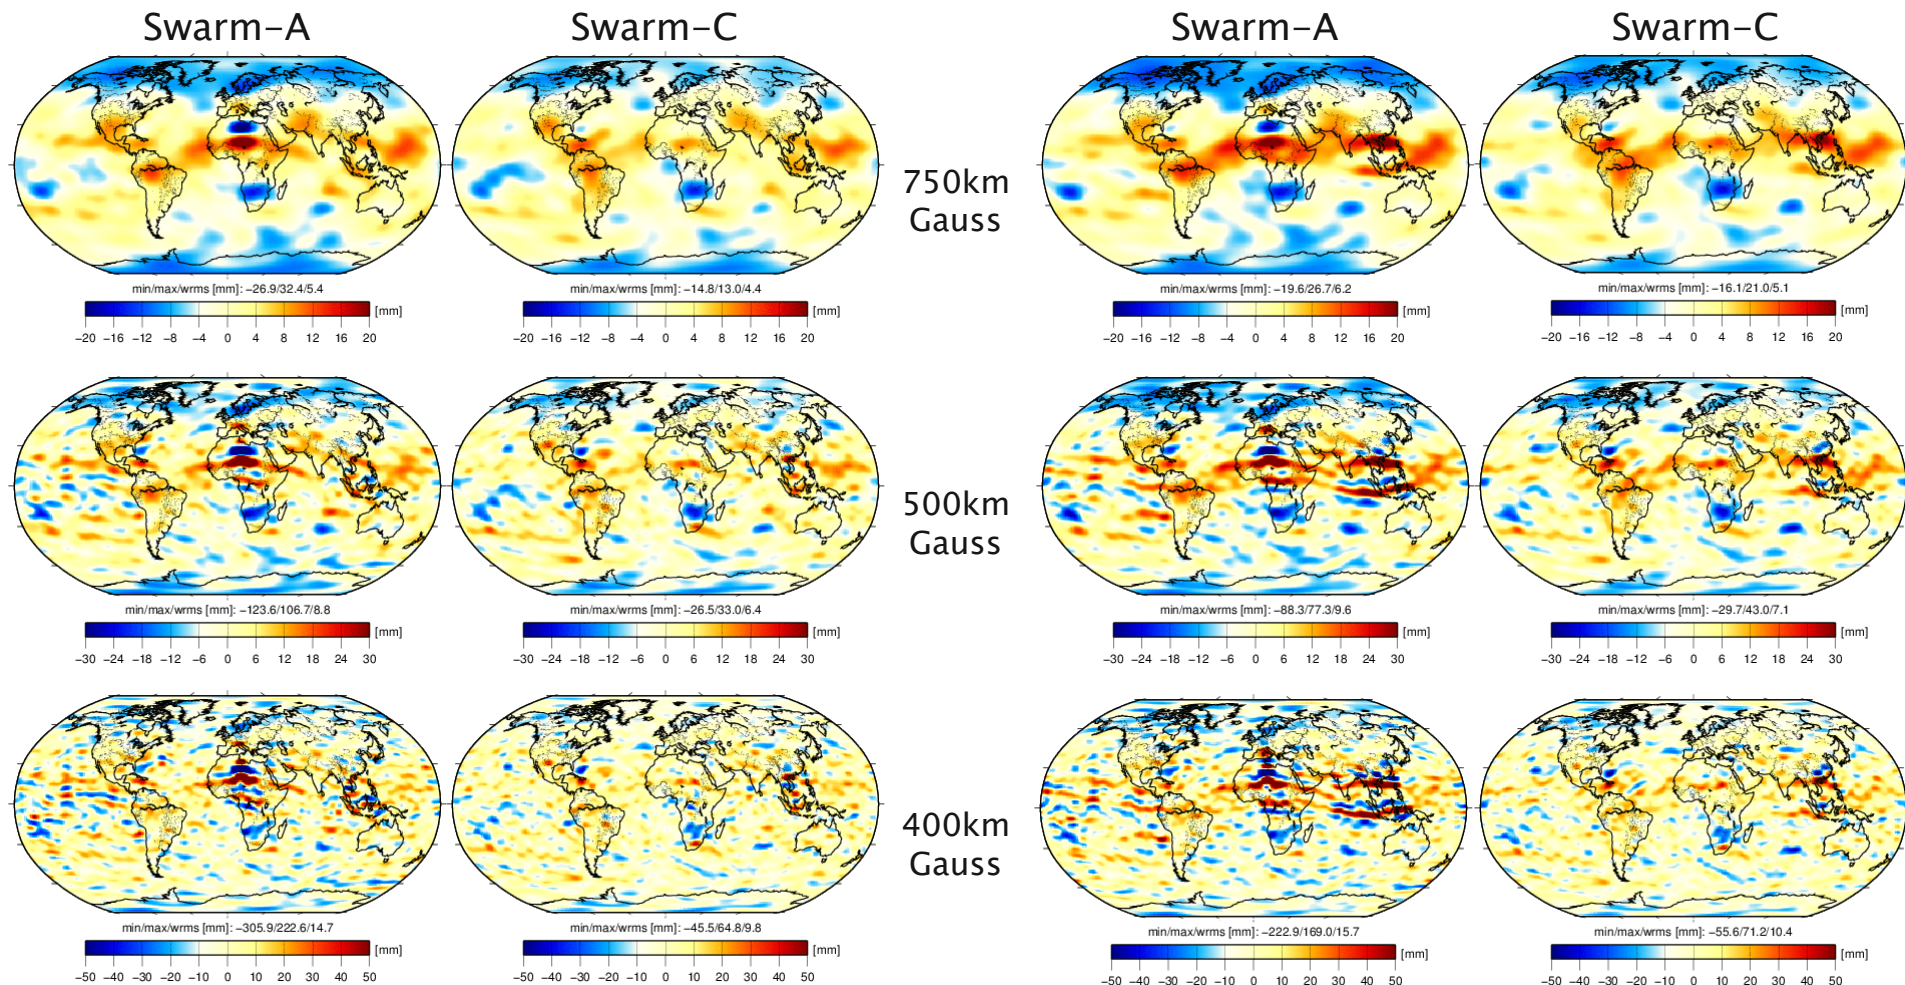 Swarm–A
Swarm–C
Swarm–A
Swarm–C
750km
Gauss
min/max/wrms [mm]: −26.9/32.4/5.4
min/max/wrms [mm]: −14.8/13.0/4.4
min/max/wrms [mm]: −19.6/26.7/6.2
min/max/wrms [mm]: −16.1/21.0/5.1
[mm]
[mm]
[mm]
[mm]
−20 −16 −12 −8 −4 0 4 8 12 16 20
−20 −16 −12 −8 −4 0 4 8 12 16 20
−20 −16 −12 −8 −4 0 4 8 12 16 20
−20 −16 −12 −8 −4 0 4 8 12 16 20
500km
Gauss
min/max/wrms [mm]: −123.6/106.7/8.8
min/max/wrms [mm]: −26.5/33.0/6.4
min/max/wrms [mm]: −88.3/77.3/9.6
min/max/wrms [mm]: −29.7/43.0/7.1
[mm]
[mm]
[mm]
[mm]
−30 −24 −18 −12 −6 0 6 12 18 24 30
−30 −24 −18 −12 −6 0 6 12 18 24 30
−30 −24 −18 −12 −6 0 6 12 18 24 30
−30 −24 −18 −12 −6 0 6 12 18 24 30
400km
Gauss
min/max/wrms [mm]: −305.9/222.6/14.7
min/max/wrms [mm]: −45.5/64.8/9.8
min/max/wrms [mm]: −222.9/169.0/15.7
min/max/wrms [mm]: −55.6/71.2/10.4
[mm]
[mm]
[mm]
[mm]
−50 −40 −30 −20 −10 0 10 20 30 40 50
−50 −40 −30 −20 −10 0 10 20 30 40 50
−50 −40 −30 −20 −10 0 10 20 30 40 50
−50 −40 −30 −20 −10 0 10 20 30 40 50